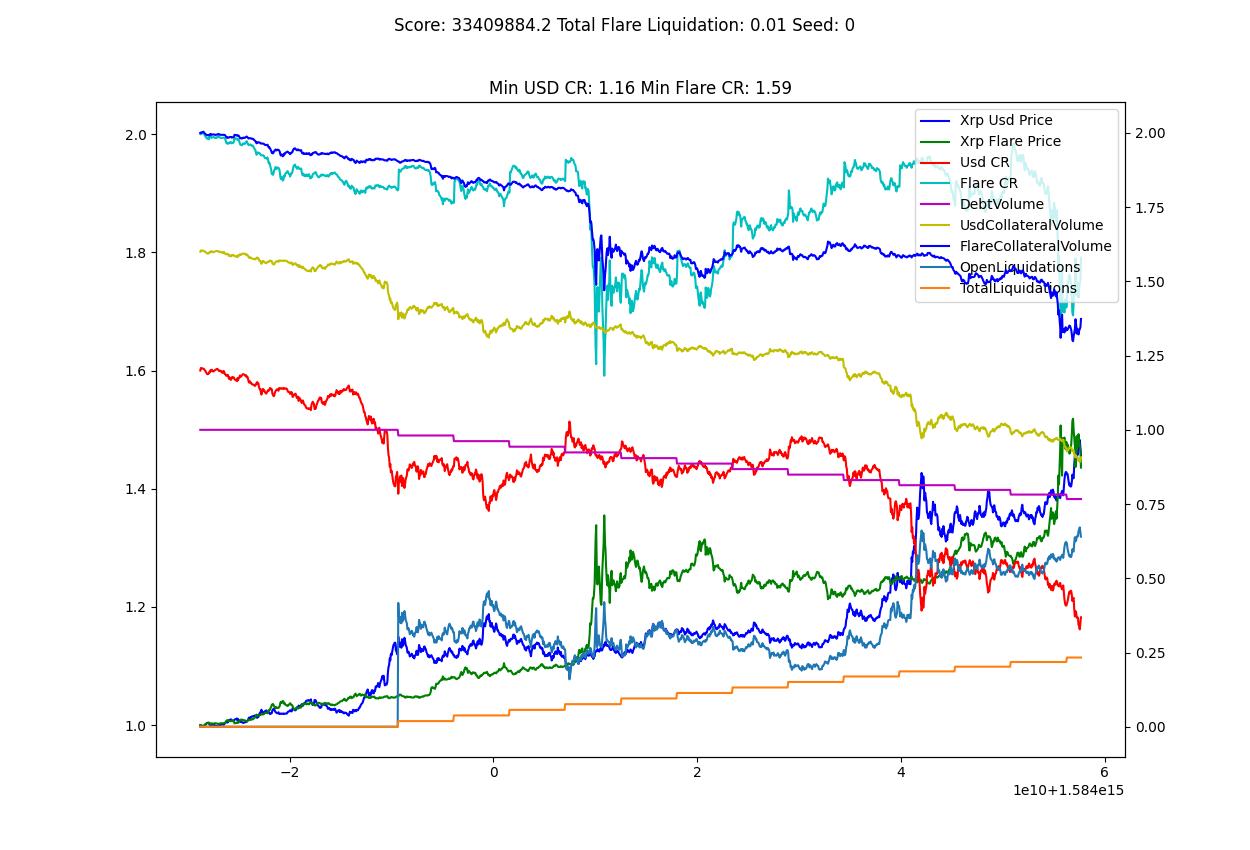 Score: 33409884.2 Total Flare Liquidation: 0.01 Seed: 0
Min USD CR: 1.16 Min Flare CR: 1.59
Xrp Usd Price
Xrp Flare Price
Usd CR
Flare CR
DebtVolume
UsdCollateralVolume
FlareCollateralVolume
OpenLiquidations
TotalLiquidations
2.0
1.8
1.6
1.4
1.2
1.0
2.00
1.75
1.50
1.25
1.00
0.75
0.50
0.25
0.00
−2
0
2
4
6
1e10+1.584e15